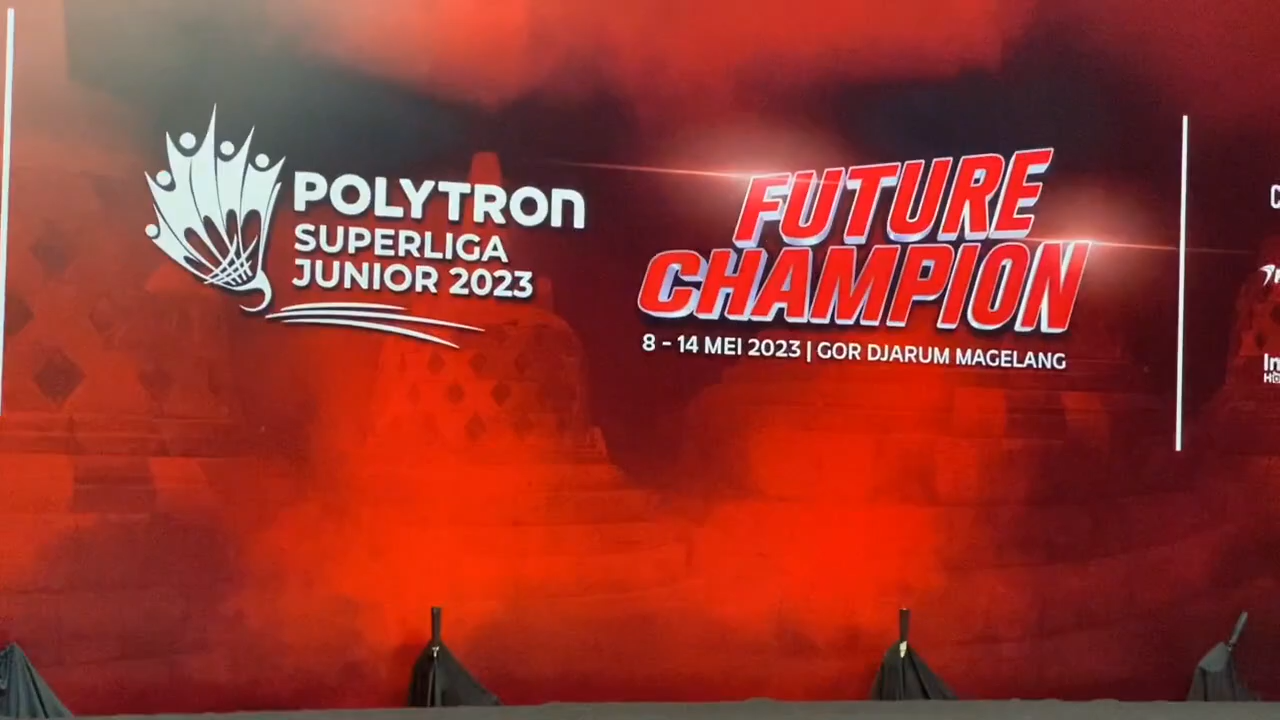 POLYTRON
SUPERLIGA
JUNIOR 2023
FUTURE
CHAMPION
8 - 14 MEI 2023 | GOR DJARUM MAGELANG